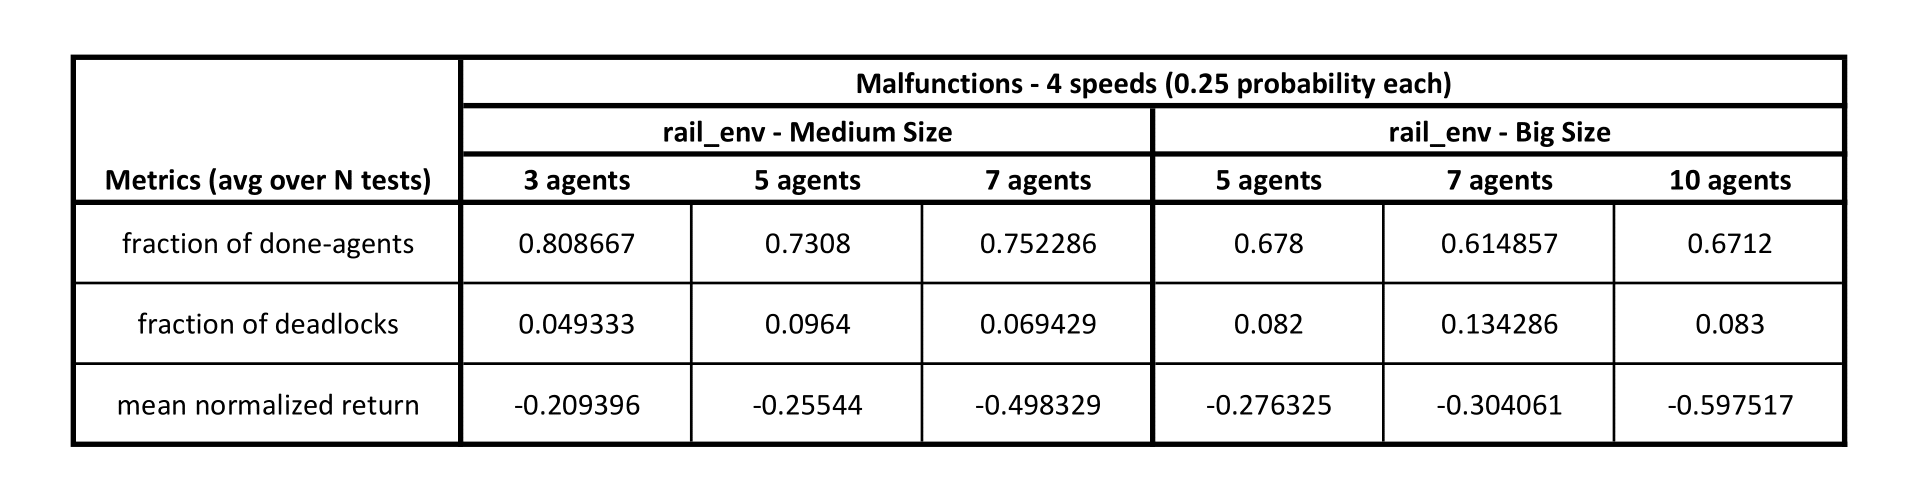 Malfunctions - 4 speeds (0.25 probability each)
rail_env - Medium Size rail_env - Big Size
Metrics (avg over N tests) 3 agents 5 agents 7 agents 5 agents 7 agents 10 agents
fraction of done-agents 0.808667 0.7308 0.752286 0.678 0.614857 0.6712
fraction of deadlocks 0.049333 0.0964 0.069429 0.082 0.134286 0.083
mean normalized return -0.209396 -0.25544 -0.498329 -0.276325 -0.304061 -0.597517